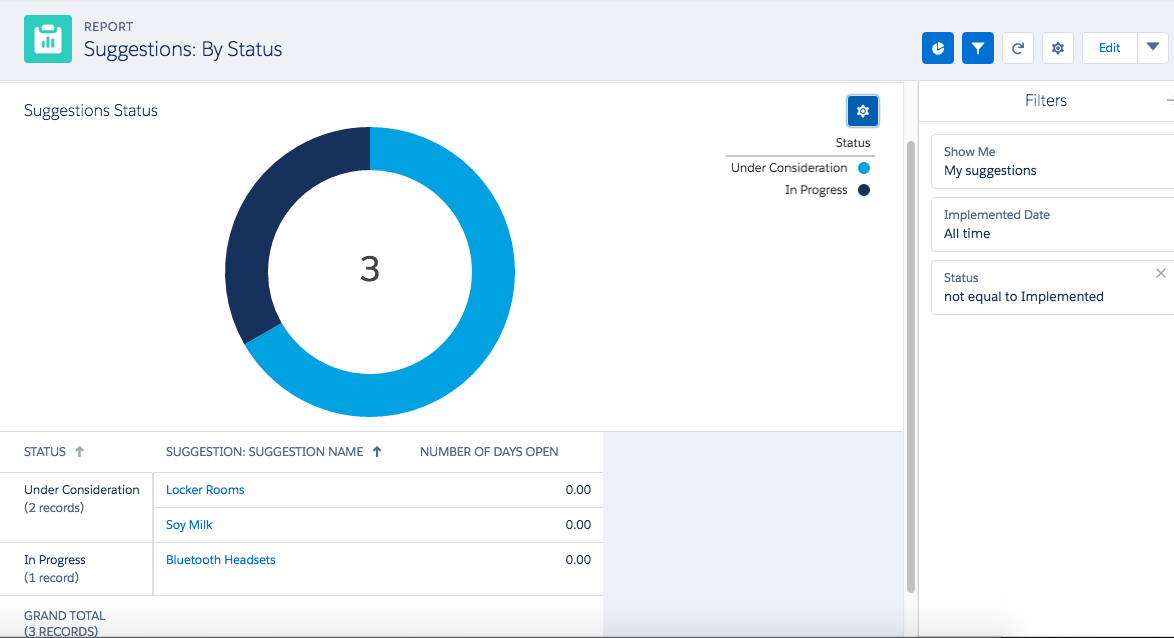 REPORT
Suggestions: By Status
Edit
Suggestions Status
Status
Under Consideration
In Progress
3
STATUS SUGGESTION: SUGGESTION NAME NUMBER OF DAYS OPEN
Under Consideration Locker Rooms 0.00
(2 records)
Soy Milk 0.00
In Progress Bluetooth Headsets 0.00
(1 record)
GRAND TOTAL
(3 RECORDS)
Filters
Show Me
My suggestions
Implemented Date
All time
Status
not equal to Implemented